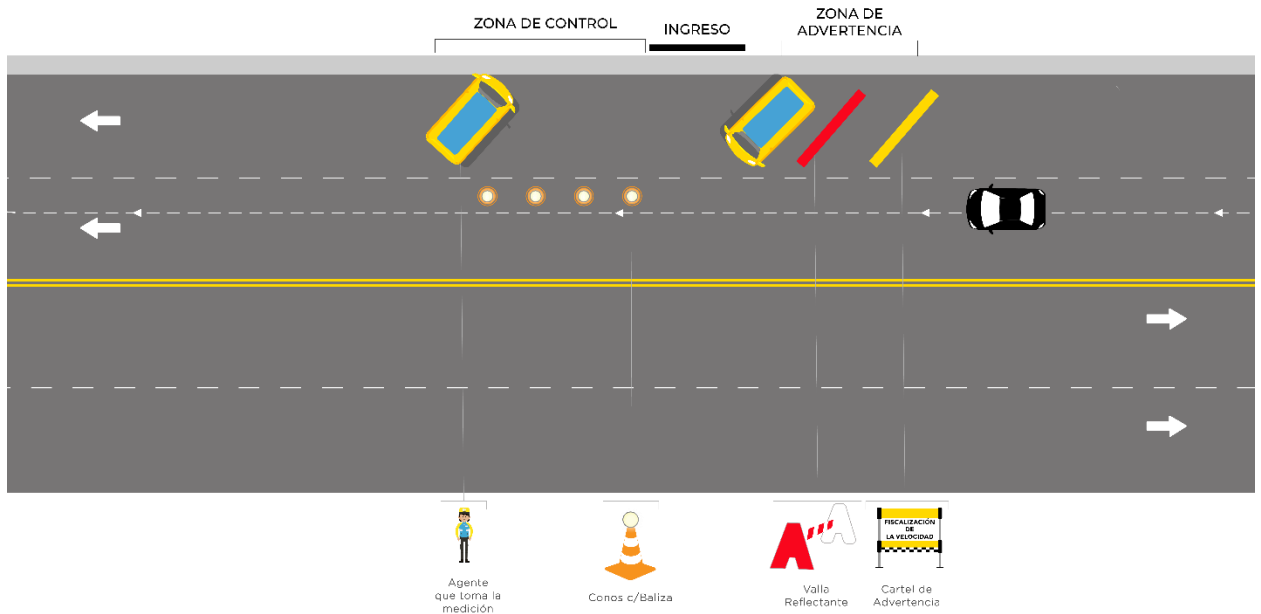 ZONA DE CONTROL
INGRESO
ZONA DE
ADVERTENCIA
Agente
que toma la
medición
Conos c/Baliza
Valla
Reflectante
FISCALIZACIÓN
DE
LA VELOCIDAD
Cartel de
Advertencia